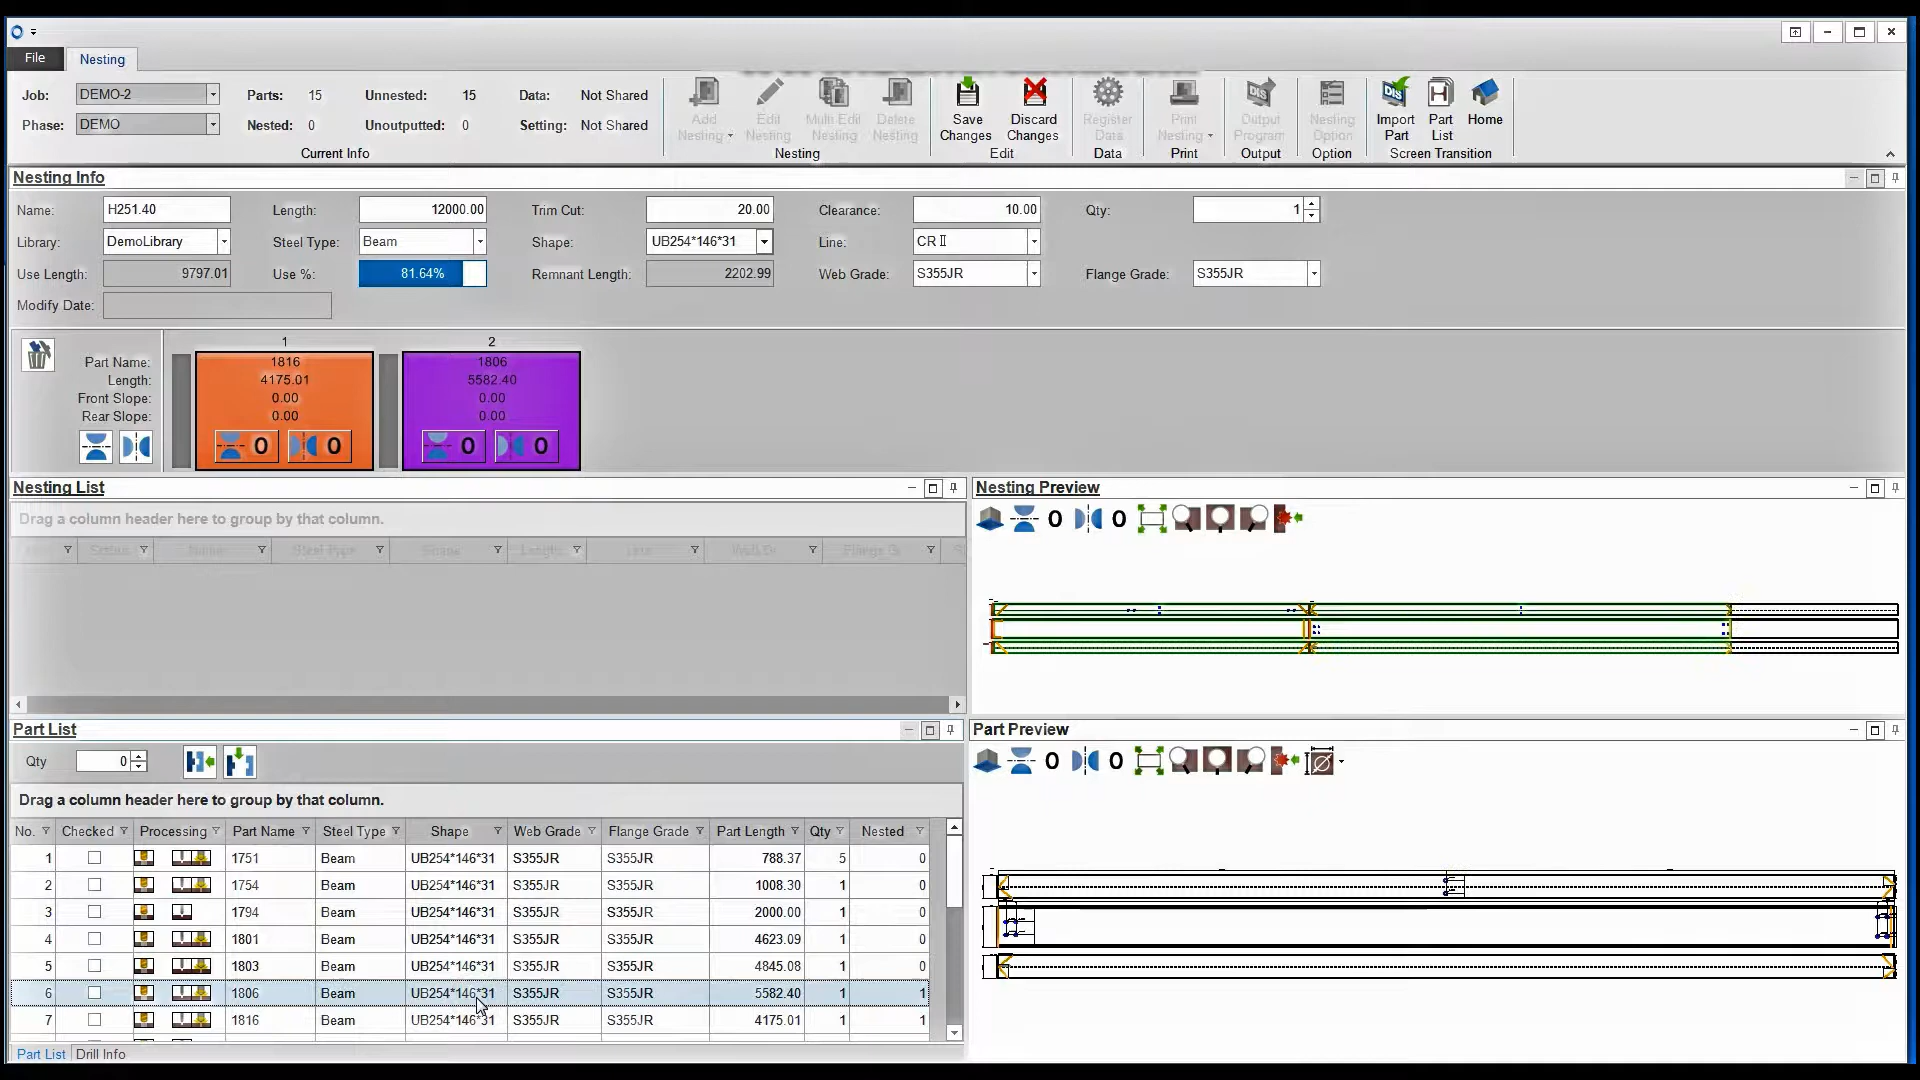 File
Nesting
Job: DEMO-2 Parts: 15 Unnested: 15 Data: Not Shared
Phase: DEMO Nested: 0 Unoutputted: 0 Setting: Not Shared
Current Info
Add Nesting
Edit Nesting
Multi Edit Nesting
Delete Nesting
Nesting
Save Changes
Discard Changes
Edit
Register Data
Data
Print Nesting
Print
Output Program
Output
Nesting Option
Option
DIS
Import Part
Part List
Home
Screen Transition
Nesting Info
Name: H251.40 Length: 12000.00 Trim Cut: 20.00 Clearance: 10.00 Qty: 1
Library: DemoLibrary Steel Type: Beam Shape: UB254*146*31 Line: CR Ⅱ
Use Length: 9797.01 Use %: 81.64% Remnant Length: 2202.99 Web Grade: S355JR Flange Grade: S355JR
Modify Date:
1 2
Part Name: 1816 1806
Length: 4175.01 5582.40
Front Slope: 0.00 0.00
Rear Slope: 0.00 0.00
0 0 0 0
Nesting List
Drag a column header here to group by that column.
Status Steel Type Shape Length
Nesting Preview
0 0
Part List
Qty 0
Drag a column header here to group by that column.
No. Checked Processing Part Name Steel Type Shape Web Grade Flange Grade Part Length Qty Nested
1 1751 Beam UB254*146*31 S355JR S355JR 788.37 5 0
2 1754 Beam UB254*146*31 S355JR S355JR 1008.30 1 0
3 1794 Beam UB254*146*31 S355JR S355JR 2000.00 1 0
4 1801 Beam UB254*146*31 S355JR S355JR 4623.09 1 0
5 1803 Beam UB254*146*31 S355JR S355JR 4845.08 1 0
6 1806 Beam UB254*146*31 S355JR S355JR 5582.40 1 1
7 1816 Beam UB254*146*31 S355JR S355JR 4175.01 1 1
Part List Drill Info
Part Preview
0 0